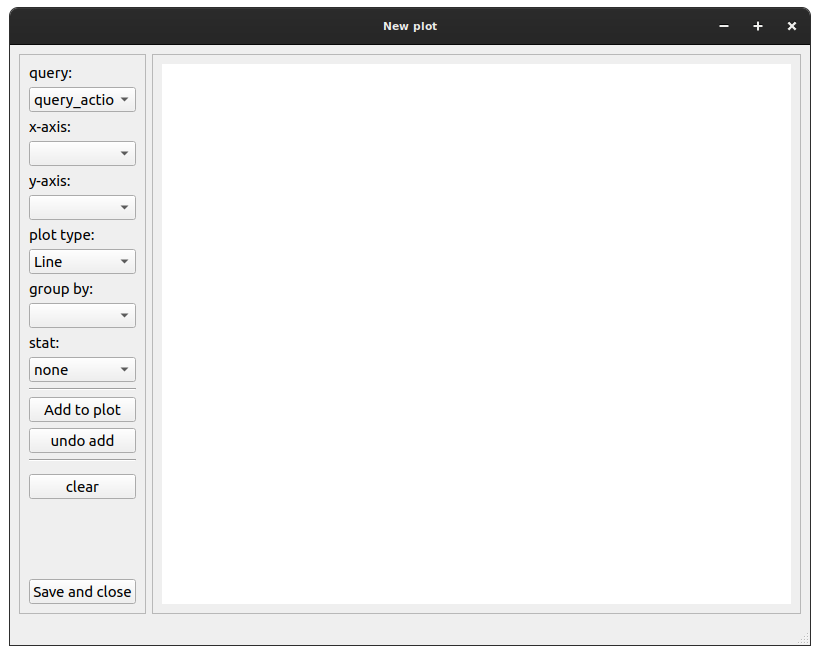 New plot
query:
query_actio
x-axis:
y-axis:
plot type:
Line
group by:
stat:
none
Add to plot
undo add
clear
Save and close